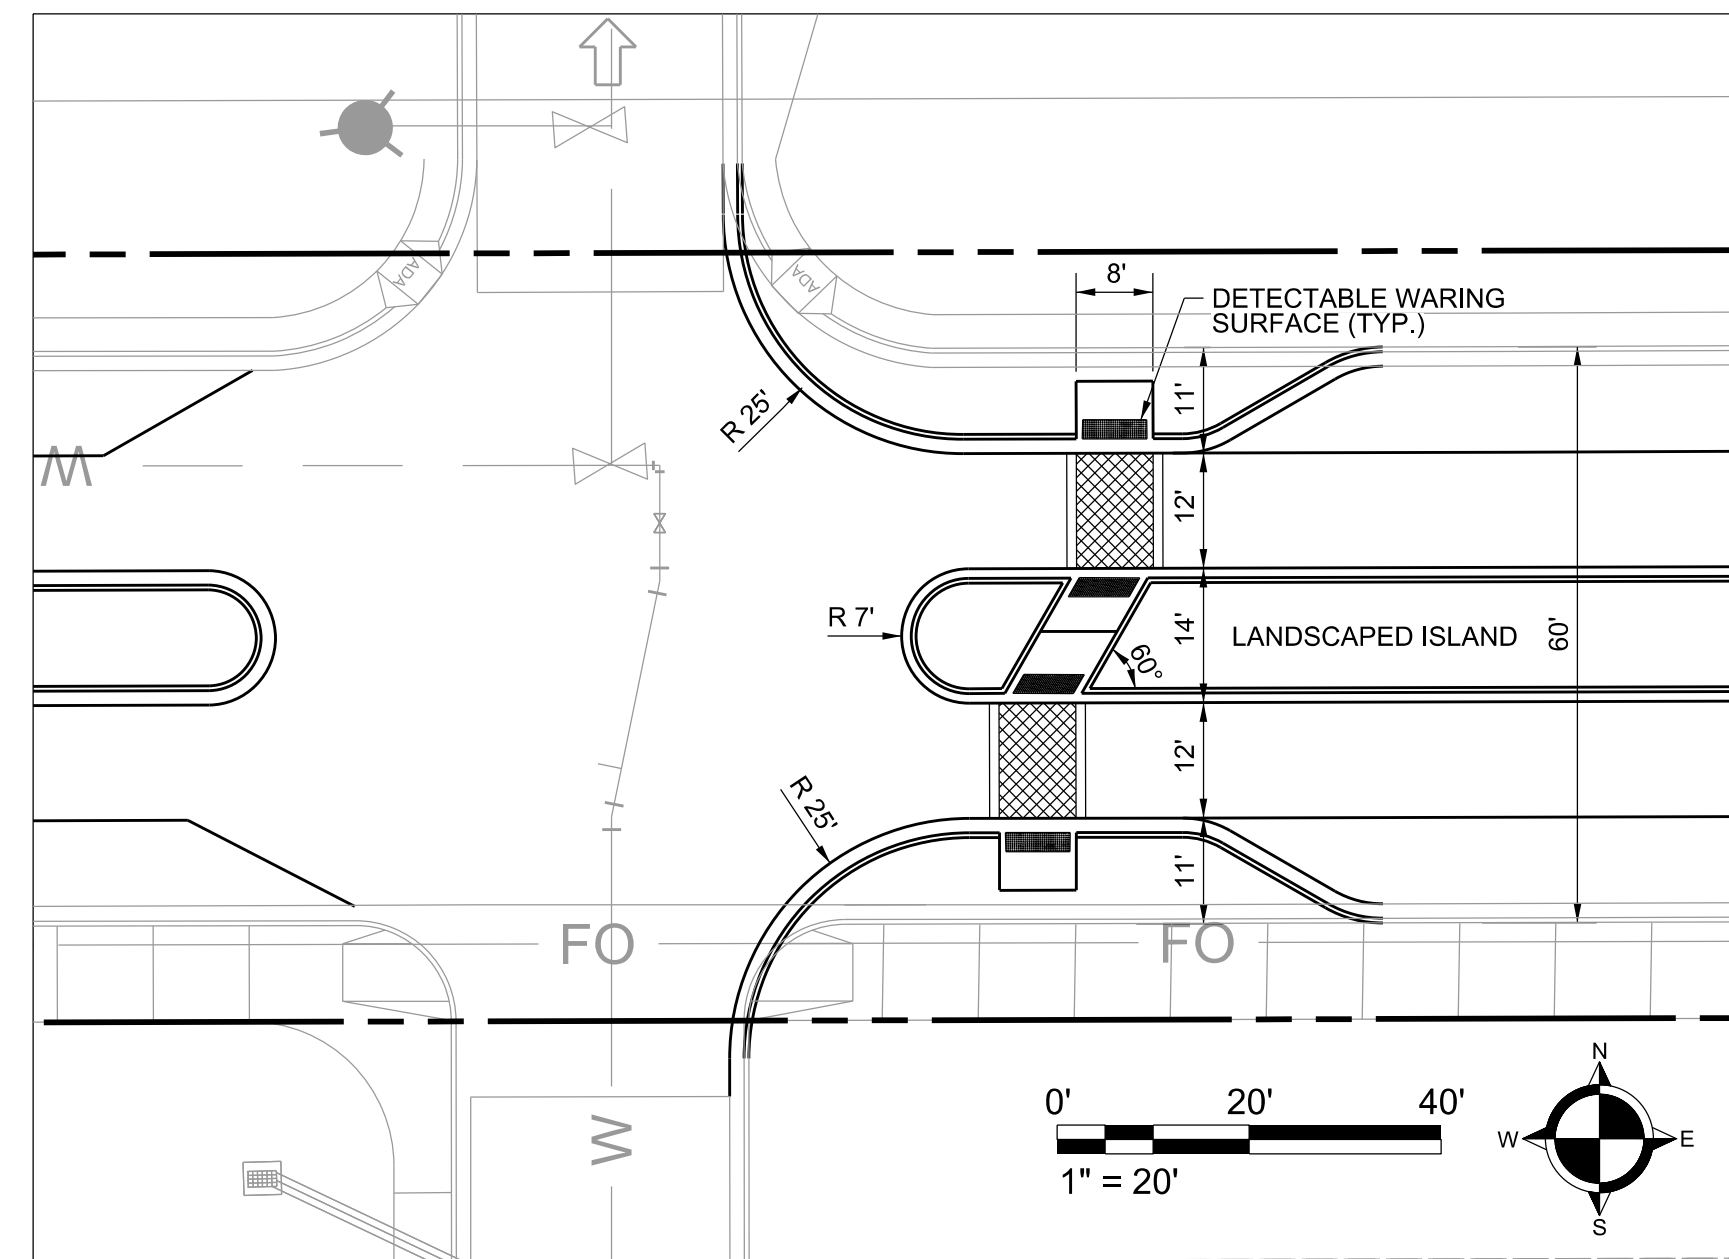 ADA
ADA
8'
DETECTABLE WARING
SURFACE (TYP.)
R 25'
11'
W
12'
R 7'
14'
LANDSCAPED ISLAND
60'
60°
12'
R 25'
11'
FO
FO
W
0' 20' 40'
1" = 20'
N
W E
S